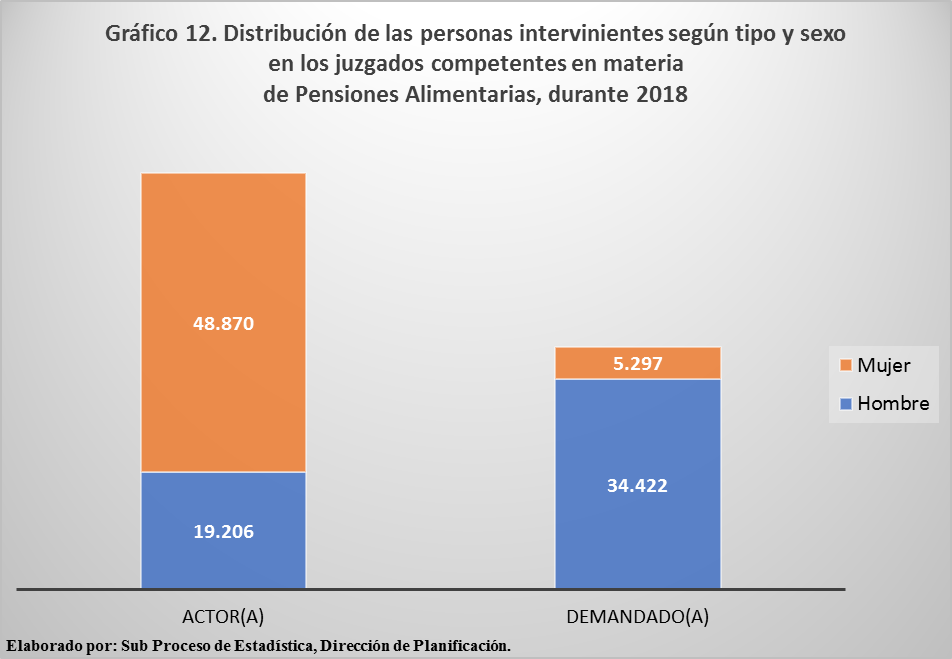 Gráfico 12. Distribución de las personas intervinientes según tipo y sexo
en los juzgados competentes en materia
de Pensiones Alimentarias, durante 2018
48.870
19.206
5.297
34.422
Mujer
Hombre
ACTOR(A)
DEMANDADO(A)
Elaborado por: Sub Proceso de Estadística, Dirección de Planificación.